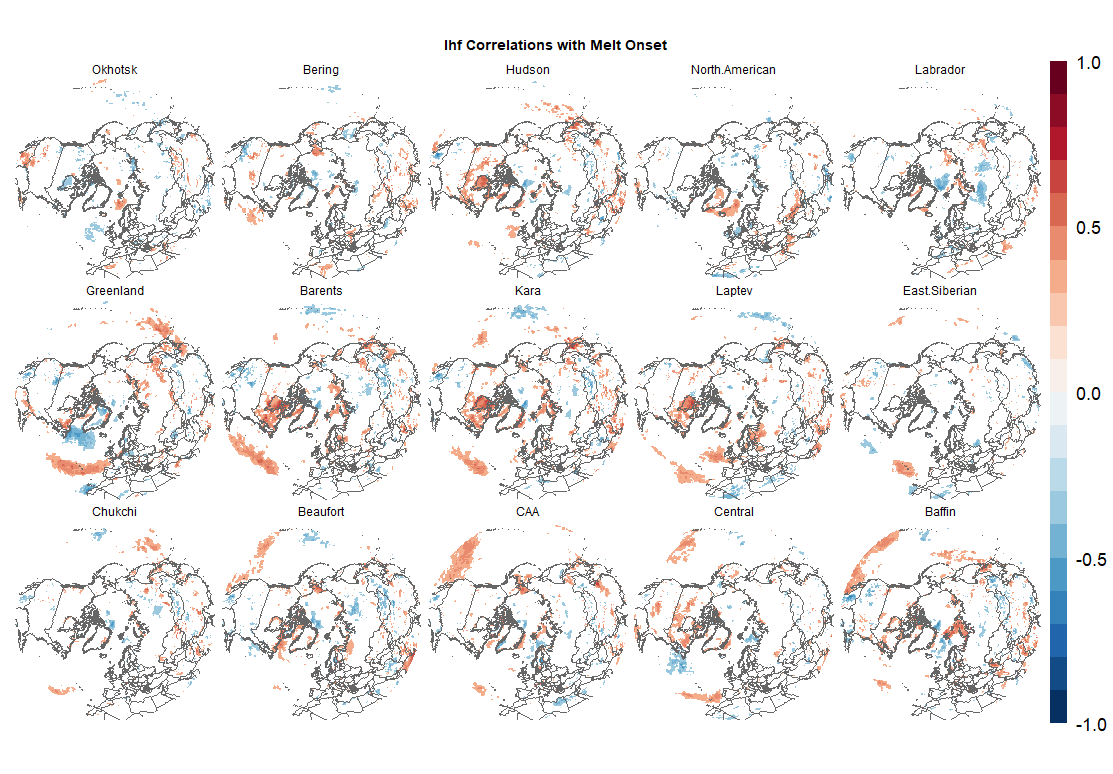 lhf Correlations with Melt Onset
Okhotsk Bering Hudson North.American Labrador
Greenland Barents Kara Laptev East.Siberian
Chukchi Beaufort CAA Central Baffin
1.0
0.5
0.0
-0.5
-1.0